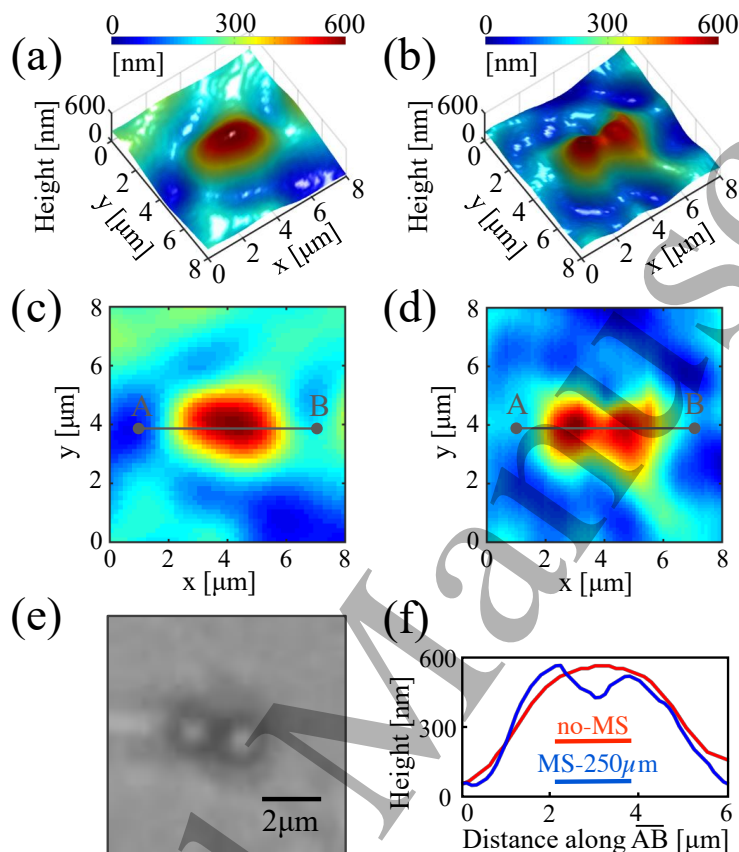 (a)
0 300 600
[nm]
600
0
Height [nm]
0
2
4
6
8
y [μm]
0
2
4
6
8
x [μm]
(b)
0 300 600
[nm]
600
0
Height [nm]
0
2
4
6
8
y [μm]
0
2
4
6
8
x [μm]
(c)
8
6
4
2
0
y [μm]
A B
0 2 4 6 8
x [μm]
(d)
8
6
4
2
0
y [μm]
A B
0 2 4 6 8
x [μm]
(e)
2μm
(f)
600
300
0
Height [nm]
no-MS
MS-250μm
0 2 4 6
Distance along AB [μm]